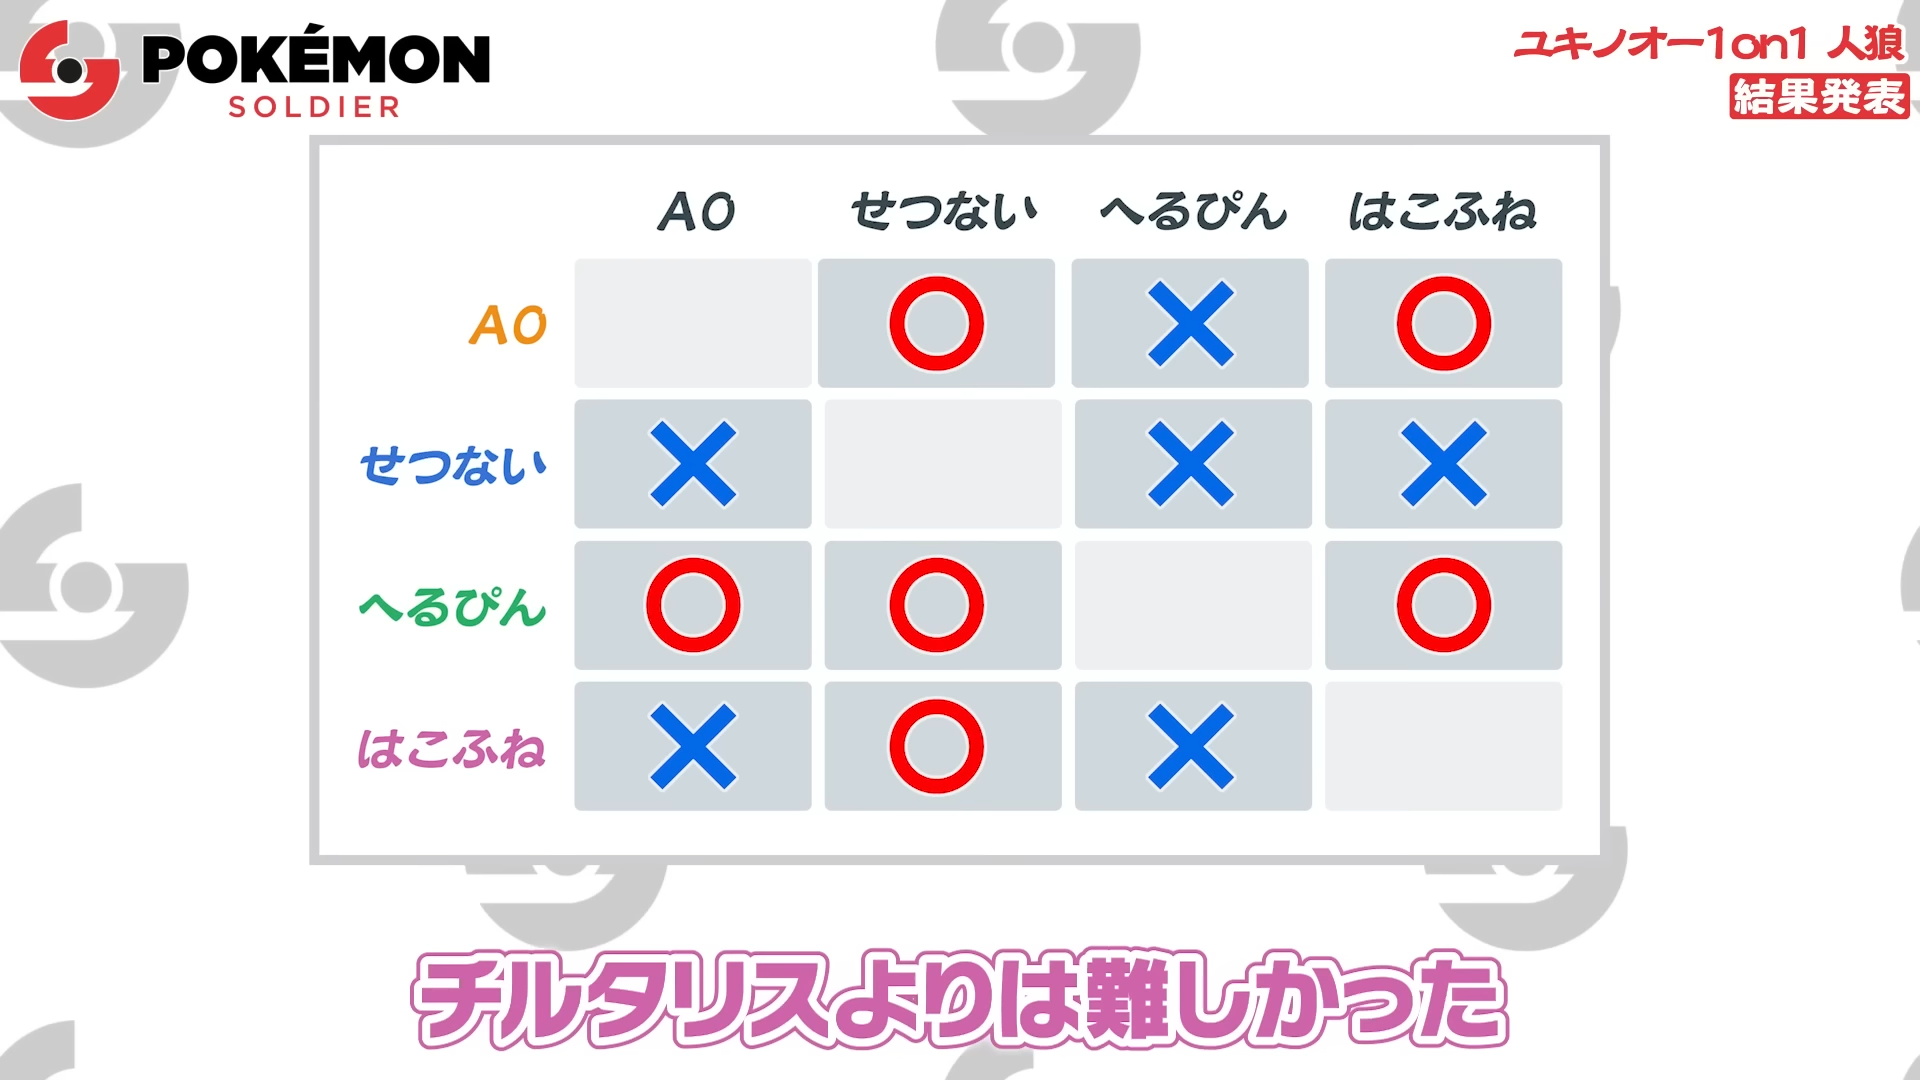 POKÉMON
SOLDIER
ユキノオー1on1 人狼
結果発表
A0 せつない へるぴん はこふね
A0 ○ × ○
せつない × × ×
へるぴん ○ ○ ○
はこふね × ○ ×
チルタリスよりは難しかった